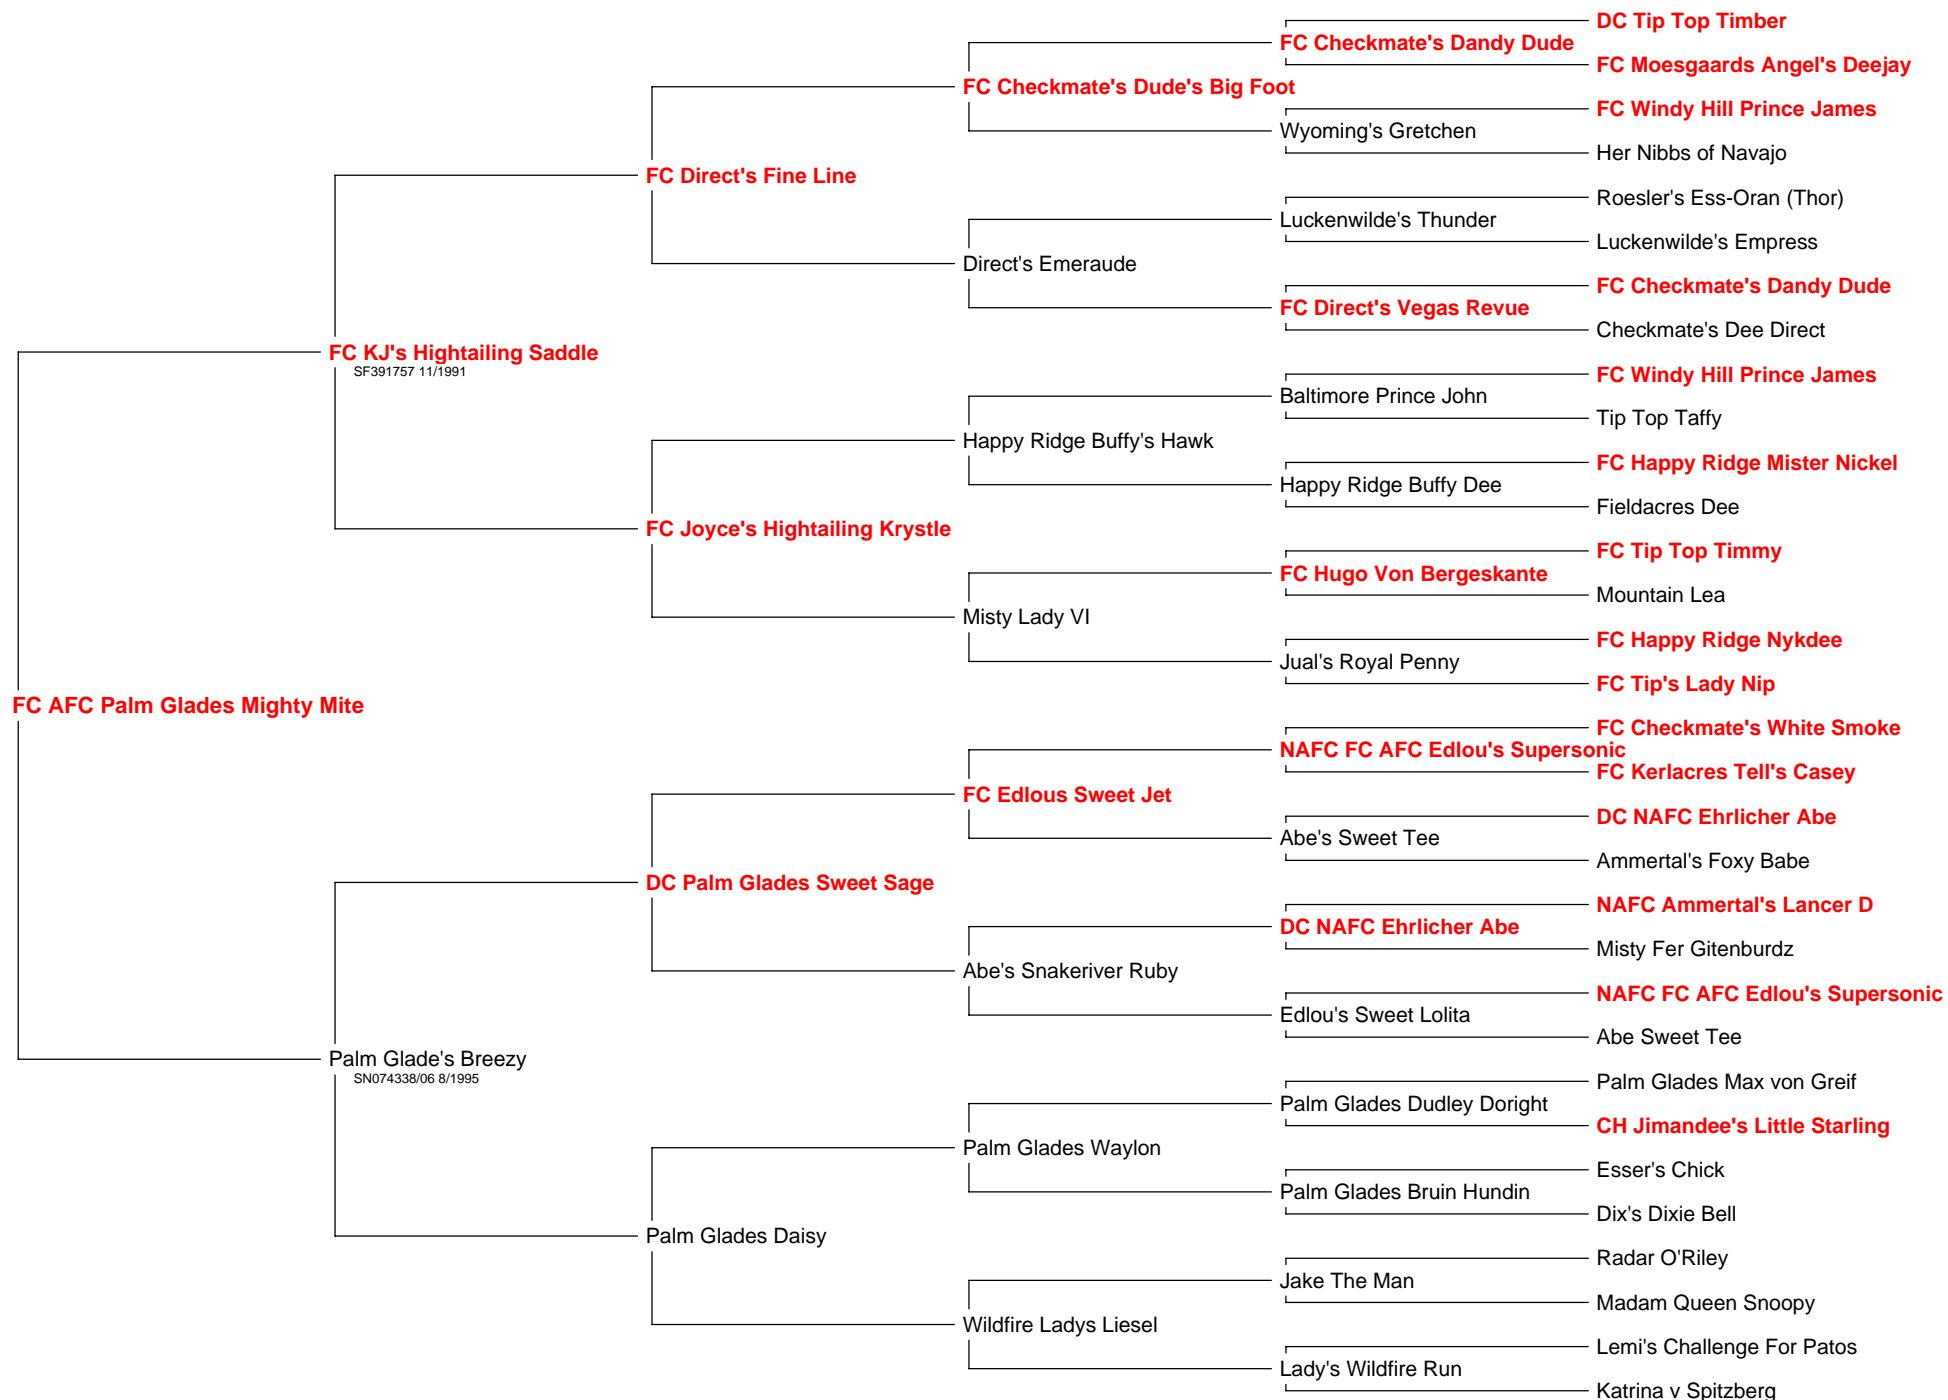 DC Tip Top Timber
FC Checkmate's Dandy Dude
FC Moesgaards Angel's Deejay
FC Checkmate's Dude's Big Foot
FC Windy Hill Prince James
Wyoming's Gretchen
Her Nibbs of Navajo
FC Direct's Fine Line
Roesler's Ess-Oran (Thor)
Luckenwilde's Thunder
Luckenwilde's Empress
Direct's Emeraude
FC Checkmate's Dandy Dude
FC Direct's Vegas Revue
Checkmate's Dee Direct
FC KJ's Hightailing Saddle
SF391757 11/1991
FC Windy Hill Prince James
Baltimore Prince John
Tip Top Taffy
Happy Ridge Buffy's Hawk
FC Happy Ridge Mister Nickel
Happy Ridge Buffy Dee
Fieldacres Dee
FC Joyce's Hightailing Krystle
FC Tip Top Timmy
FC Hugo Von Bergeskante
Mountain Lea
Misty Lady VI
FC Happy Ridge Nykdee
Jual's Royal Penny
FC Tip's Lady Nip
FC AFC Palm Glades Mighty Mite
FC Checkmate's White Smoke
NAFC FC AFC Edlou's Supersonic
FC Kerlacres Tell's Casey
FC Edlous Sweet Jet
DC NAFC Ehrlicher Abe
Abe's Sweet Tee
Ammertal's Foxy Babe
DC Palm Glades Sweet Sage
NAFC Ammertal's Lancer D
DC NAFC Ehrlicher Abe
Misty Fer Gitenburdz
Abe's Snakeriver Ruby
NAFC FC AFC Edlou's Supersonic
Edlou's Sweet Lolita
Abe Sweet Tee
Palm Glade's Breezy
SN074338/06 8/1995
Palm Glades Max von Greif
Palm Glades Dudley Doright
CH Jimandee's Little Starling
Palm Glades Waylon
Esser's Chick
Palm Glades Bruin Hundin
Dix's Dixie Bell
Palm Glades Daisy
Radar O'Riley
Jake The Man
Madam Queen Snoopy
Wildfire Ladys Liesel
Lemi's Challenge For Patos
Lady's Wildfire Run
Katrina v Spitzberg